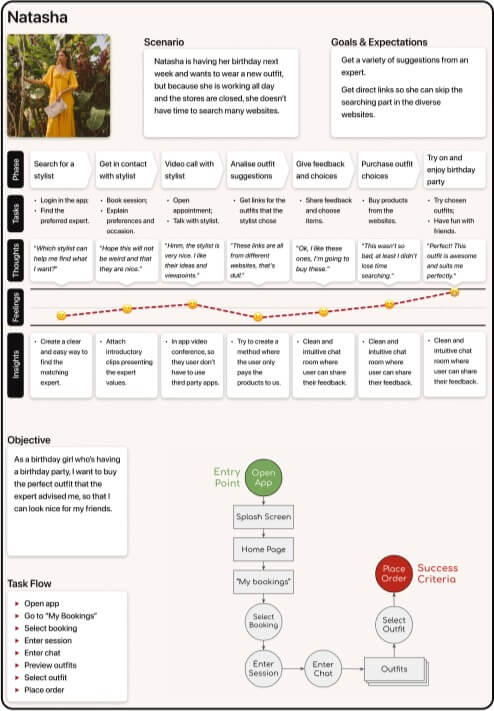 Natasha
Scenario
Natasha is having her birthday
next week and wants to wear a new outfit,
but because she is working all day
and the stores are closed, she doesn't
have time to search many websites.
Goals & Expectations
Get a variety of suggestions from an
expert.
Get direct links so she can skip the
searching part in the diverse
websites.
Phase
Search for a
stylist
Get in contact with
stylist
Video call with
stylist
Analise outfit
suggestions
Give feedback
and choices
Purchase outfit
choices
Try on and
enjoy birthday
party
Tasks
• Login in the app;
• Find the
preferred expert.
• Book session;
• Explain
preferences and
occasion.
• Open
appointment;
• Talk with stylist.
• Get links for the
outfits that the
stylist chose
• Share feedback
and choose
items.
• Buy products
from the
websites.
• Try chosen
outfits;
• Have fun with
friends.
Thoughts
"Which stylist can
help me find what
I want?"
"Hope this will not
be weird and that
they are nice."
"Hmm, the stylist is
very nice. I like
their ideas and
viewpoints."
"These links are all
from different
websites, that's
dull."
"Ok, I like these
ones, I'm going to
buy these."
"This wasn't so
bad, at least I didn't
lose time
searching."
"Perfect! This
outfit is awesome
and suits me
perfectly."
Feelings
Insights
• Create a clear
and easy way to
find the
matching
expert.
• Attach
introductory
clips presenting
the expert
values.
• In app video
conference, so
they user don't
have to use
third party apps.
• Try to create a
method where
the user only
pays the
products to us.
• Clean and
intuitive chat
room where
user can share
their feedback.
• Clean and
intuitive chat
room where
user can share
their feedback.
• Clean and
intuitive chat
room where
user can share
their feedback.
Objective
As a birthday girl who's having
a birthday party, I want to buy
the perfect outfit that the
expert advised me, so that I
can look nice for my friends.
Task Flow
Open app
Go to "My Bookings"
Select booking
Enter session
Enter chat
Preview outfits
Select outfit
Place order
Entry
Point
Open
App
Splash Screen
Home Page
"My bookings"
Select
Booking
Enter
Session
Enter
Chat
Outfits
Select
Outfit
Place
Order
Success
Criteria